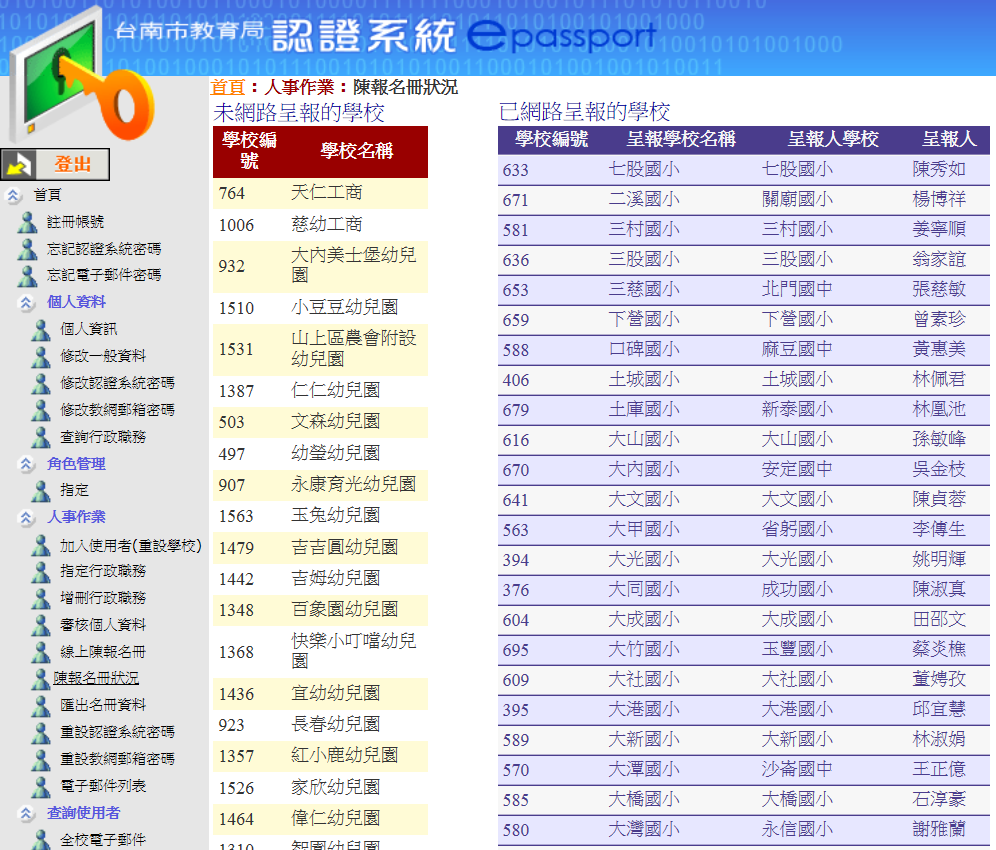 台南市教育局 認證系統 epassport
登出
首頁
註冊帳號
忘記認證系統密碼
忘記電子郵件密碼
個人資料
個人資訊
修改一般資料
修改認證系統密碼
修改教網郵箱密碼
查詢行政職務
角色管理
指定
人事作業
加入使用者(重設學校)
指定行政職務
增刪行政職務
審核個人資料
線上陳報名冊
陳報名冊狀況
匯出名冊資料
重設認證系統密碼
重設教網郵箱密碼
電子郵件列表
查詢使用者
全校電子郵件
首頁：人事作業：陳報名冊狀況
未網路呈報的學校
學校編號 學校名稱
764 天仁工商
1006 慈幼工商
932 大內美士堡幼兒
園
1510 小豆豆幼兒園
1531 山上區農會附設
幼兒園
1387 仁仁幼兒園
503 文森幼兒園
497 幼瑩幼兒園
907 永康育光幼兒園
1563 玉兔幼兒園
1479 吉吉圓幼兒園
1442 吉姆幼兒園
1348 百象園幼兒園
1368 快樂小叮噹幼兒
園
1436 宜幼幼兒園
923 長春幼兒園
1357 紅小鹿幼兒園
1526 家欣幼兒園
1464 偉仁幼兒園
1310 智園幼兒園
已網路呈報的學校
學校編號 呈報學校名稱 呈報人學校 呈報人
633 七股國小 七股國小 陳秀如
671 二溪國小 關廟國小 楊博祥
581 三村國小 三村國小 姜寧順
636 三股國小 三股國小 翁家誼
653 三慈國小 北門國中 張慈敏
659 下營國小 下營國小 曾素珍
588 口碑國小 麻豆國中 黃惠美
406 土城國小 土城國小 林佩君
679 土庫國小 新泰國小 林凰池
616 大山國小 大山國小 孫敏峰
670 大內國小 安定國中 吳金枝
641 大文國小 大文國小 陳貞蓉
563 大甲國小 省躬國小 李傳生
394 大光國小 大光國小 姚明輝
376 大同國小 成功國小 陳淑真
604 大成國小 大成國小 田邵文
695 大竹國小 玉豐國小 蔡炎樵
609 大社國小 大社國小 董娉孜
395 大港國小 大港國小 邱宜慧
589 大新國小 大新國小 林淑娟
570 大潭國小 沙崙國中 王正億
585 大橋國小 大橋國小 石淳豪
580 大灣國小 永信國小 謝雅蘭